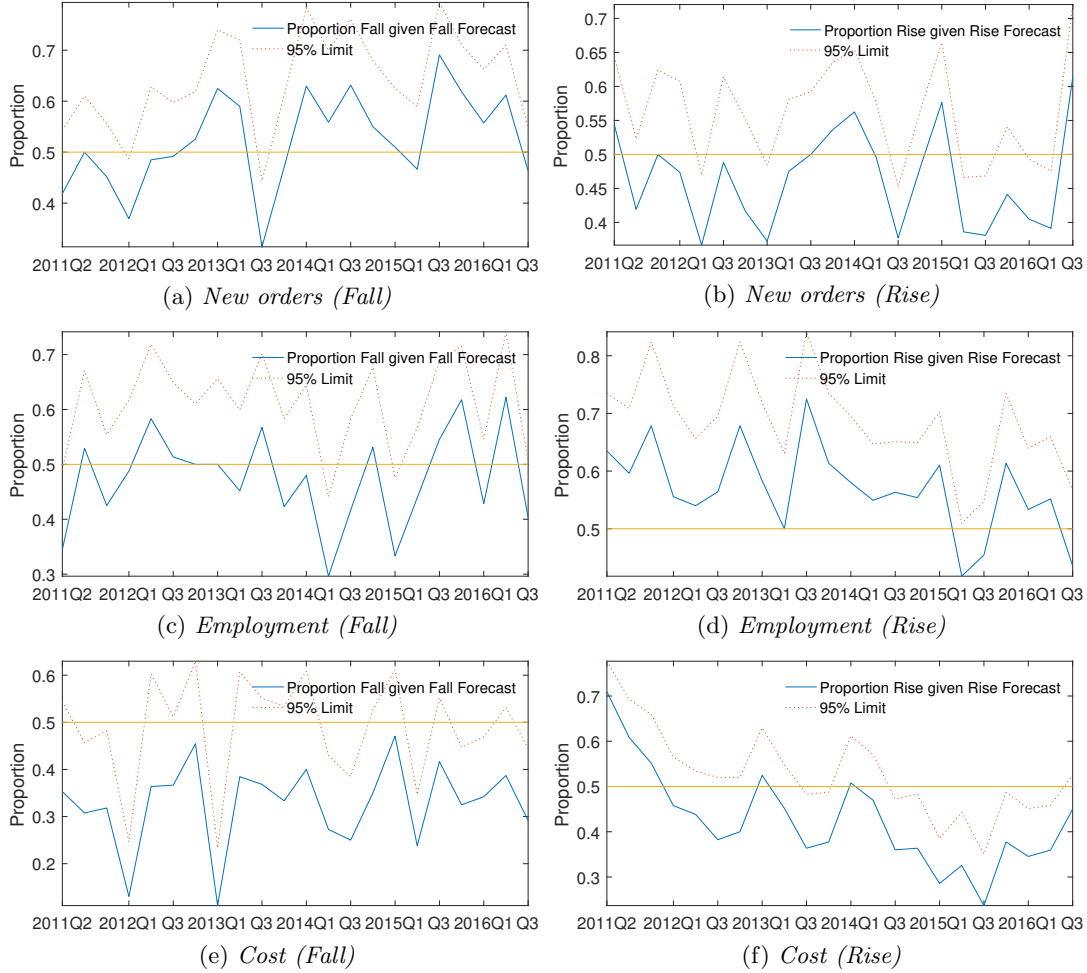 Proportion Fall given Fall Forecast
95% Limit
0.7
0.6
0.5
0.4
Proportion
2011Q2 2012Q1 Q3 2013Q1 Q3 2014Q1 Q3 2015Q1 Q3 2016Q1 Q3
(a) New orders (Fall)
Proportion Rise given Rise Forecast
95% Limit
0.7
0.65
0.6
0.55
0.5
0.45
0.4
Proportion
2011Q2 2012Q1 Q3 2013Q1 Q3 2014Q1 Q3 2015Q1 Q3 2016Q1 Q3
(b) New orders (Rise)
Proportion Fall given Fall Forecast
95% Limit
0.7
0.6
0.5
0.4
0.3
Proportion
2011Q2 2012Q1 Q3 2013Q1 Q3 2014Q1 Q3 2015Q1 Q3 2016Q1 Q3
(c) Employment (Fall)
Proportion Rise given Rise Forecast
95% Limit
0.8
0.7
0.6
0.5
Proportion
2011Q2 2012Q1 Q3 2013Q1 Q3 2014Q1 Q3 2015Q1 Q3 2016Q1 Q3
(d) Employment (Rise)
Proportion Fall given Fall Forecast
95% Limit
0.6
0.5
0.4
0.3
0.2
Proportion
2011Q2 2012Q1 Q3 2013Q1 Q3 2014Q1 Q3 2015Q1 Q3 2016Q1 Q3
(e) Cost (Fall)
Proportion Rise given Rise Forecast
95% Limit
0.7
0.6
0.5
0.4
0.3
Proportion
2011Q2 2012Q1 Q3 2013Q1 Q3 2014Q1 Q3 2015Q1 Q3 2016Q1 Q3
(f) Cost (Rise)